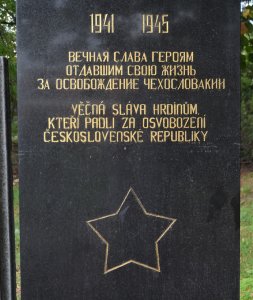 1941 1945
ВЕЧНАЯ СЛАВА ГЕРОЯМ
ОТДАВШИМ СВОЮ ЖИЗНЬ
ЗА ОСВОБОЖДЕНИЕ ЧЕХОСЛОВАКИИ
VĚČNÁ SLÁVA HRDINŮM,
KTEŘÍ PADLI ZA OSVOBOZENÍ
ČESKOSLOVENSKÉ REPUBLIKY